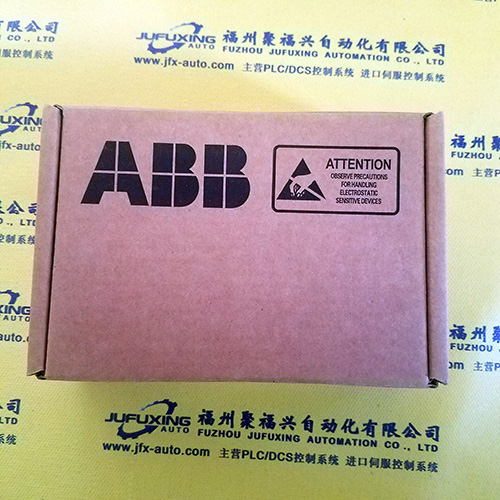 福州聚福兴自动化有限公司
JUFUXING
AUTO
FUZHOU JUFUXING AUTOMATION CO., LTD
www.jfx-auto.com 主营PLC/DCS控制系统 进口伺服控制系统
ABB
ATTENTION
OBSERVE PRECAUTIONS
FOR HANDLING
ELECTROSTATIC
SENSITIVE DEVICES
福州聚福兴自动化有限公司
JUFUXING
AUTO
FUZHOU JUFUXING AUTOMATION CO., LTD
www.jfx-auto.com 主营PLC/DCS控制系统 进口伺服控制系统